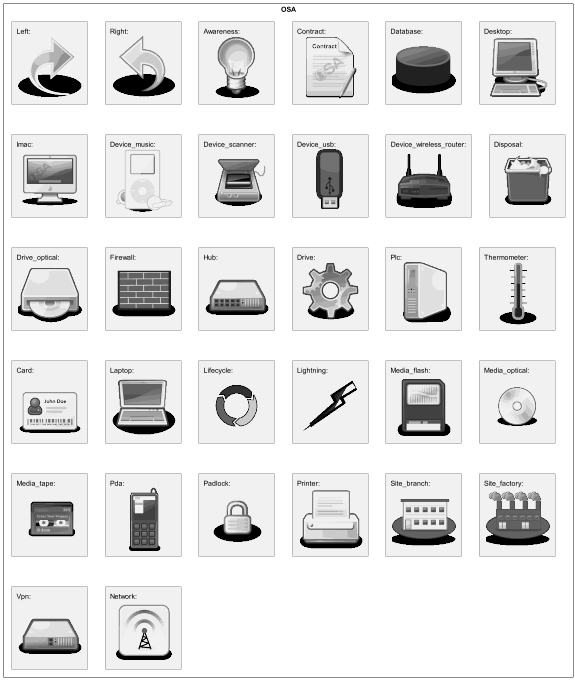 OSA
Left:
Right:
Awareness:
Contract:
Database:
Desktop:
Contract
Imac:
Device_music:
Device_scanner:
Device_usb:
Device_wireless_router:
Disposal:
Drive_optical:
Firewall:
Hub:
Drive:
Plc:
Thermometer:
Card:
Laptop:
Lifecycle:
Lightning:
Media_flash:
Media_optical:
John Doe
Media_tape:
Pda:
Padlock:
Printer:
Site_branch:
Site_factory:
Vpn:
Network: